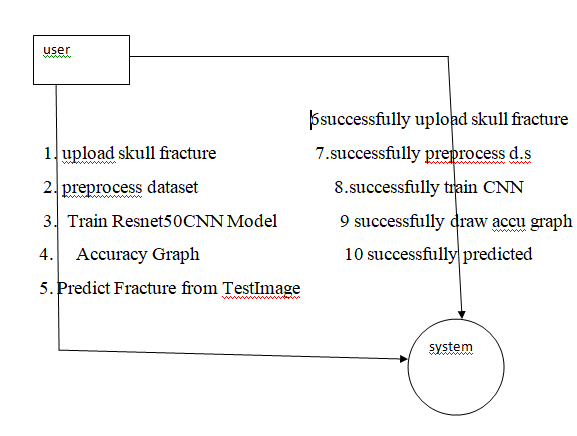 user
6successfully upload skull fracture
1. upload skull fracture
7.successfully preprocess d.s
2. preprocess dataset
8.successfully train CNN
3. Train Resnet50CNN Model
9 successfully draw accu graph
4. Accuracy Graph
10 successfully predicted
5. Predict Fracture from TestImage
system